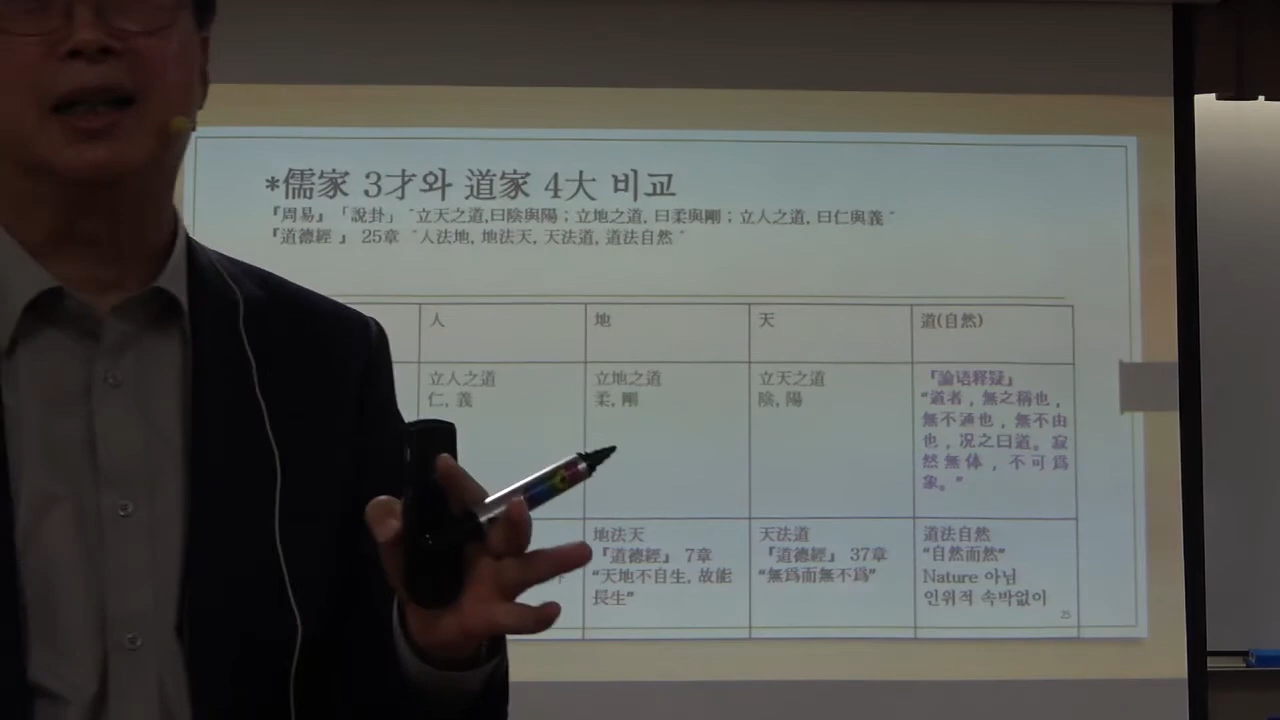 *儒家 3才와 道家 4大 비교
『周易』「說卦」 "立天之道,曰陰與陽 ; 立地之道, 曰柔與剛 ; 立人之道, 曰仁與義"
『道德經 』 25章 "人法地, 地法天, 天法道, 道法自然"
人
地
天
道(自然)
立人之道
仁, 義
立地之道
柔, 剛
立天之道
陰, 陽
『論语释疑』
“道者，無之稱也，
無不通也，無不由
也，况之曰道。寂
然無体，不可爲
象。”
地法天
『道德經』 7章
“天地不自生, 故能
長生”
天法道
『道德經』 37章
“無爲而無不爲”
道法自然
“自然而然”
Nature 아님
인위적 속박없이
25